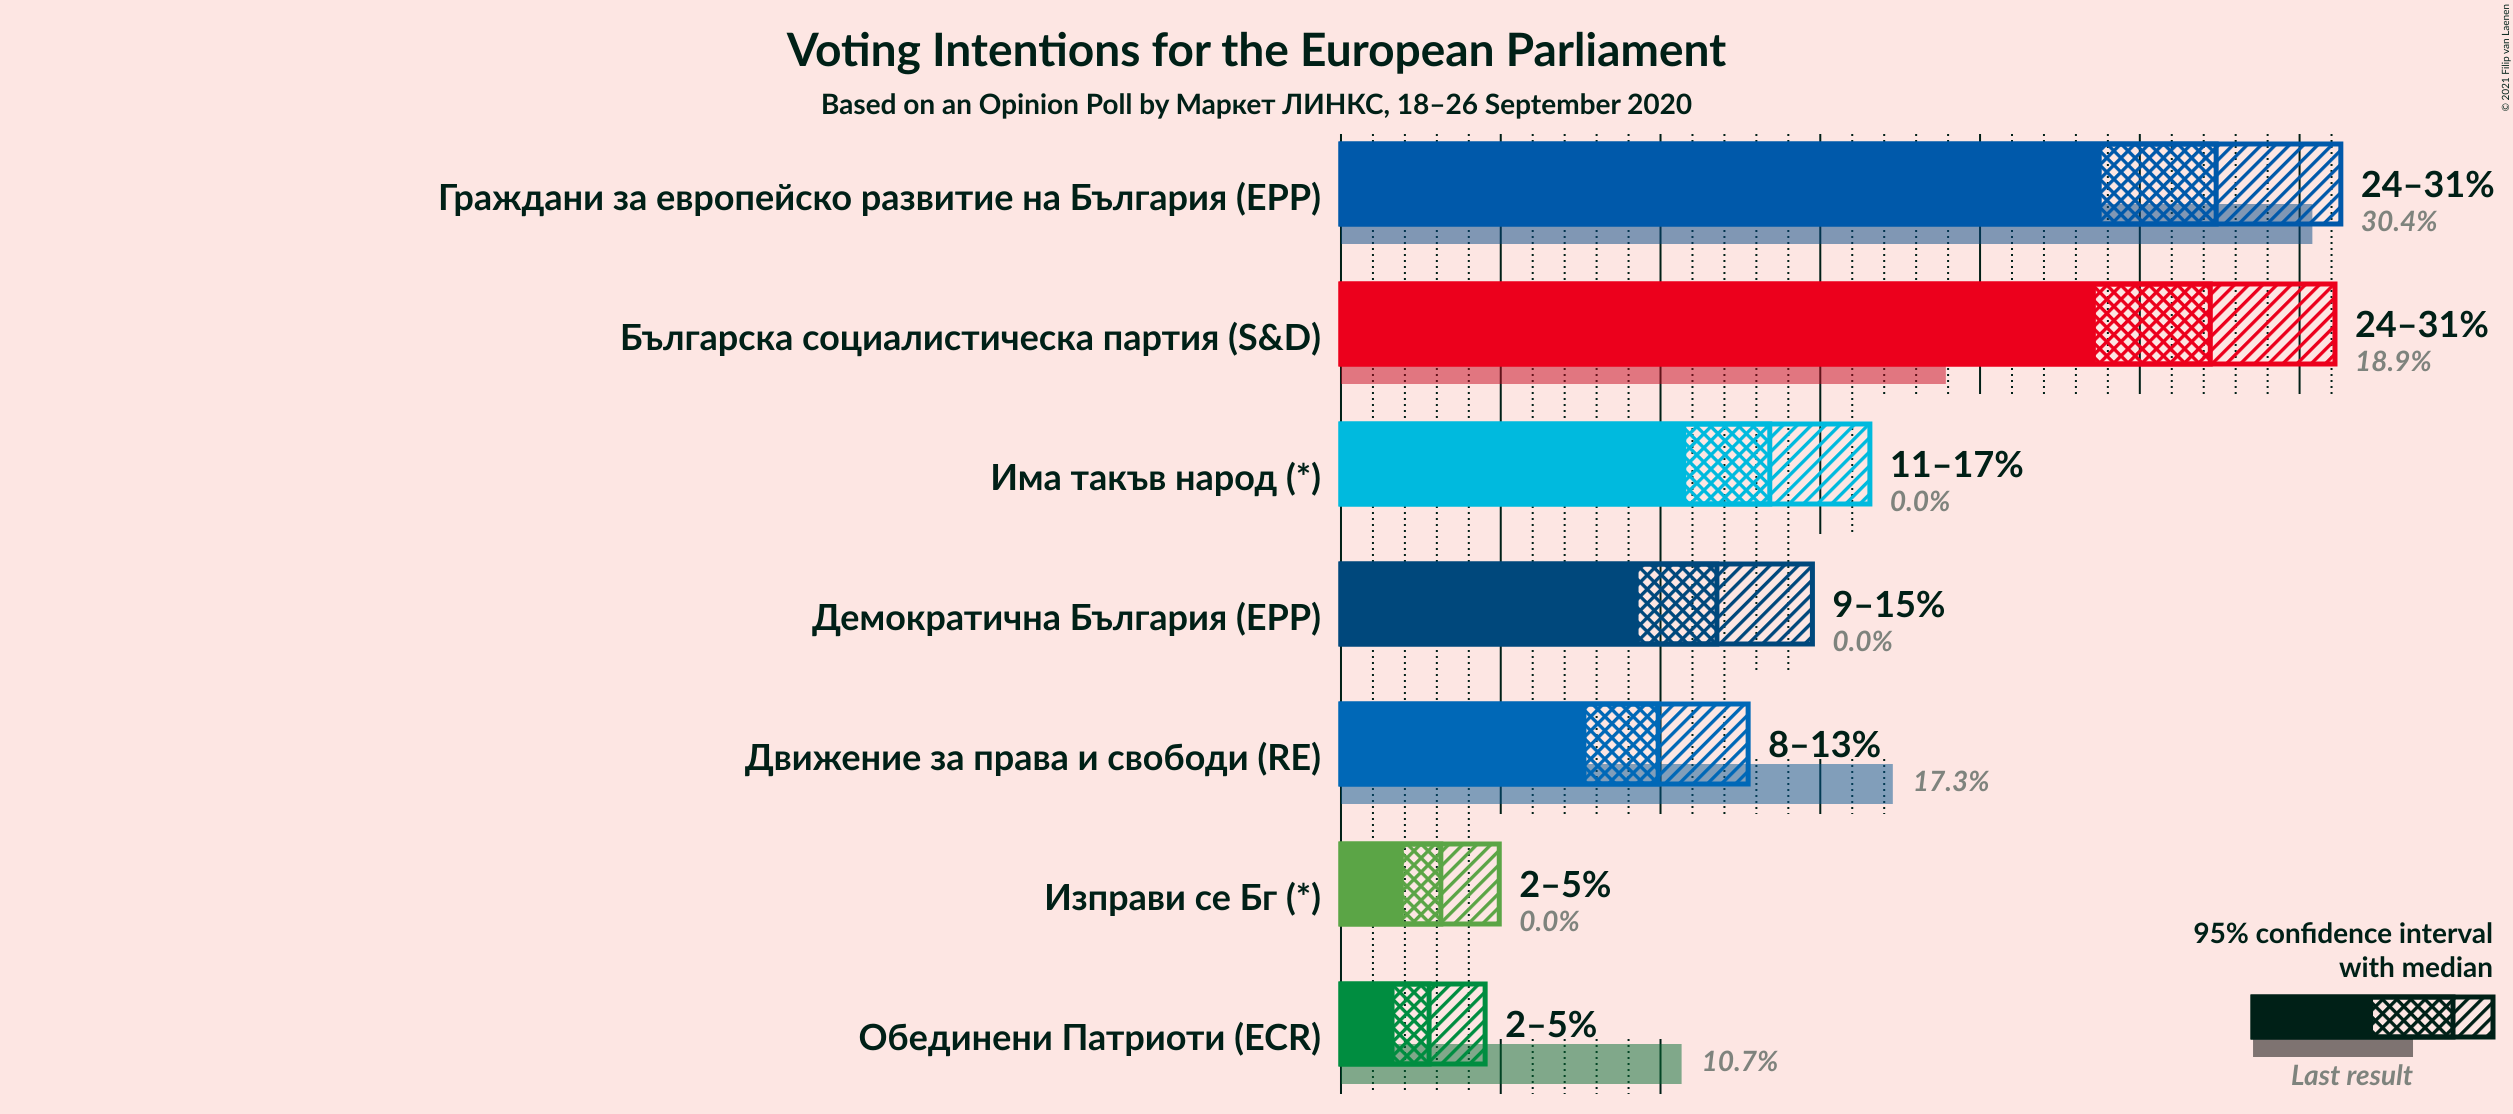 © 2021 Filip van Laenen
Voting Intentions for the European Parliament
Based on an Opinion Poll by Маркет ЛИНКС, 18–26 September 2020
Граждани за европейско развитие на България (EPP)
24–31%
30.4%
Българска социалистическа партия (S&D)
24–31%
18.9%
Има такъв народ (*)
11–17%
0.0%
Демократична България (EPP)
9–15%
0.0%
Движение за права и свободи (RE)
8–13%
17.3%
Изправи се Бг (*)
2–5%
0.0%
Обединени Патриоти (ECR)
2–5%
10.7%
95% confidence interval
with median
Last result